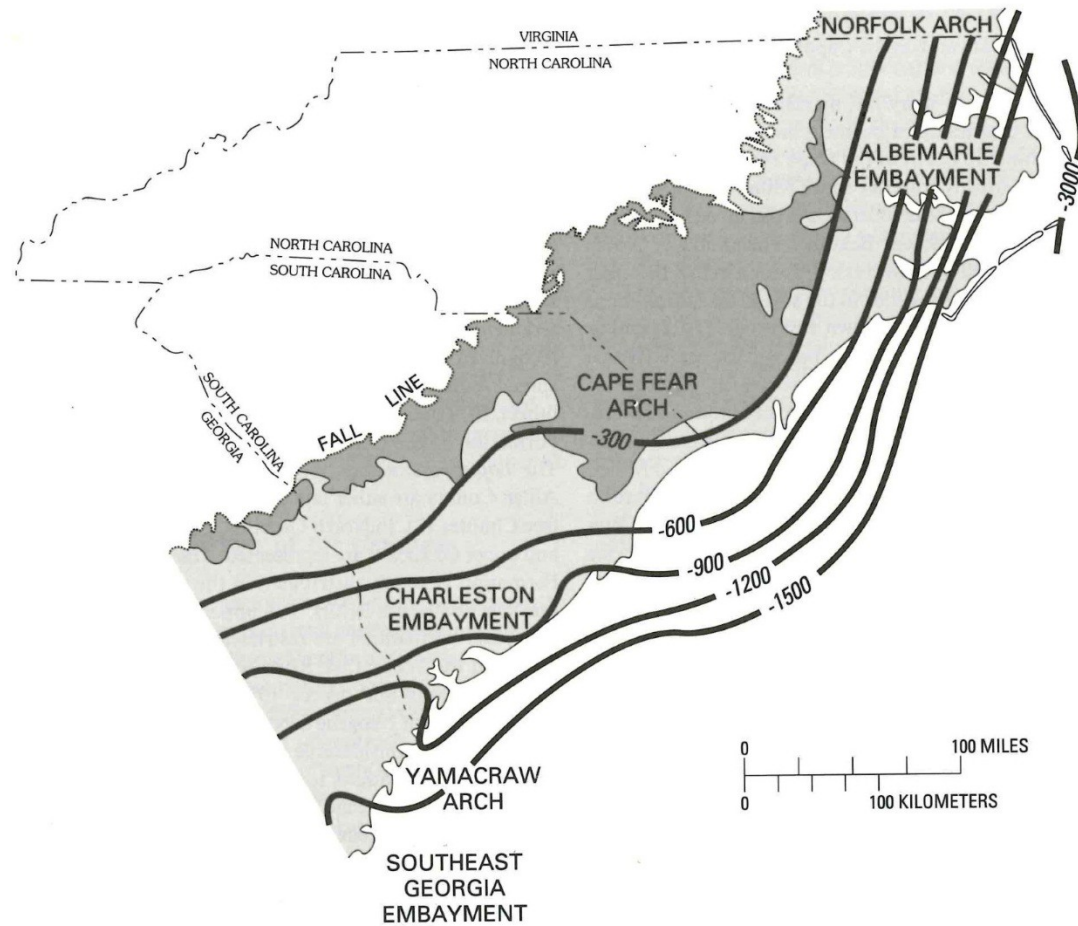 NORFOLK ARCH
VIRGINIA
NORTH CAROLINA
ALBEMARLE
EMBAYMENT
-3000
NORTH CAROLINA
SOUTH CAROLINA
SOUTH CAROLINA
GEORGIA
FALL LINE
CAPE FEAR
ARCH
-300
-600
-900
-1200
-1500
CHARLESTON
EMBAYMENT
YAMACRAW
ARCH
SOUTHEAST
GEORGIA
EMBAYMENT
0 100 MILES
0 100 KILOMETERS